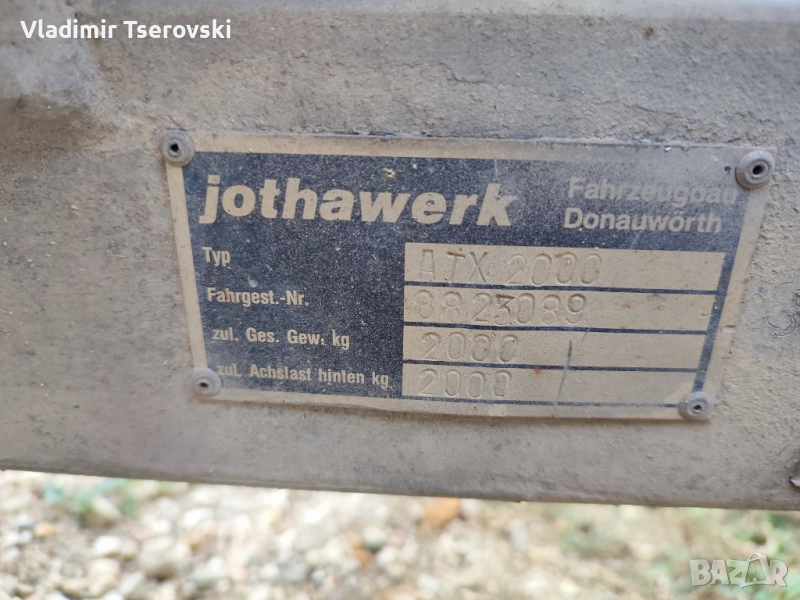 Vladimir Tserovski
jothawerk
Fahrzeugbau
Donauwörth
Typ ATX 2000
Fahrgest.-Nr. 8823089
zul. Ges. Gew. kg 2000
zul. Achslast hinten kg 2000
BAZAR